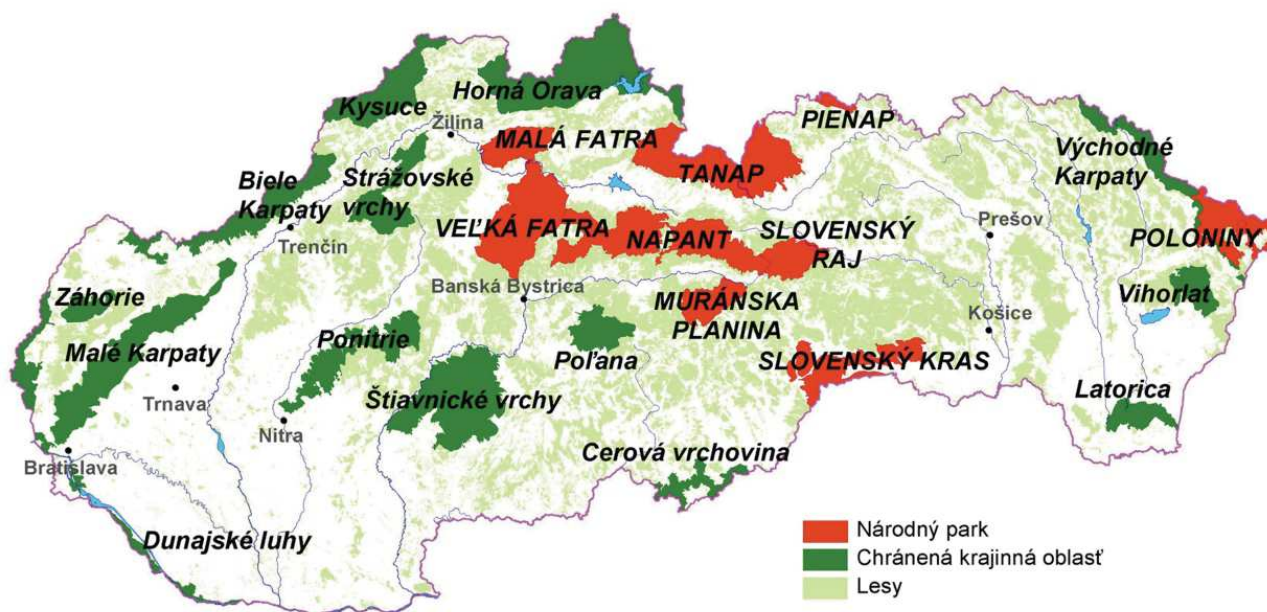 Kysuce
Horná Orava
Žilina
MALÁ FATRA
PIENAP
TANAP
Východné
Karpaty
Biele
Karpaty
Strážovské
vrchy
Trenčín
VEĽKÁ FATRA
NAPANT
SLOVENSKÝ
RAJ
Prešov
POLONINY
Banská Bystrica
MURÁNSKA
PLANINA
Vihorlat
Záhorie
Malé Karpaty
Ponitrie
Poľana
Košice
SLOVENSKÝ KRAS
Trnava
Nitra
Štiavnické vrchy
Latorica
Bratislava
Cerová vrchovina
Dunajské luhy
Národný park
Chránená krajinná oblasť
Lesy